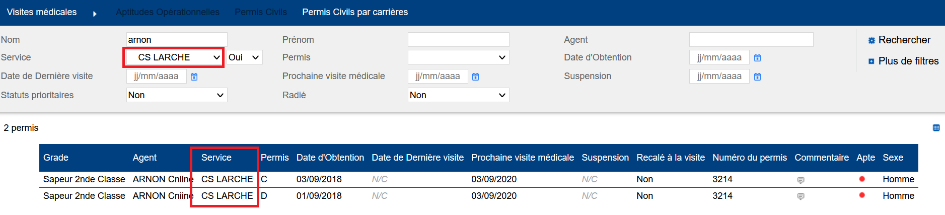 Visites médicales Aptitudes Opérationnelles Permis Civils Permis Civils par carrières
Nom arnon Prénom Agent Rechercher
Service CS LARCHE Oui Permis Date d'Obtention jj/mm/aaaa Plus de filtres
Date de Dernière visite jj/mm/aaaa Prochaine visite médicale jj/mm/aaaa Suspension jj/mm/aaaa
Statuts prioritaires Non Radié Non
2 permis
Grade Agent Service Permis Date d'Obtention Date de Dernière visite Prochaine visite médicale Suspension Recalé à la visite Numéro du permis Commentaire Apte Sexe
Sapeur 2nde Classe ARNON Cnline CS LARCHE C 03/09/2018 N/C 03/09/2020 N/C Non 3214 Homme
Sapeur 2nde Classe ARNON Cnline CS LARCHE D 01/09/2018 N/C 03/09/2020 N/C Non 3214 Homme